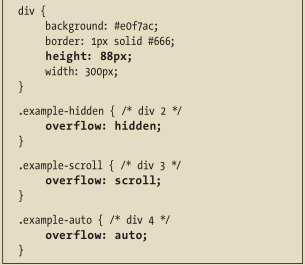 div {
background: #e0f7ac;
border: 1px solid #666;
height: 88px;
width: 300px;
}
.example-hidden { /* div 2 */
overflow: hidden;
}
.example-scroll { /* div 3 */
overflow: scroll;
}
.example-auto { /* div 4 */
overflow: auto;
}